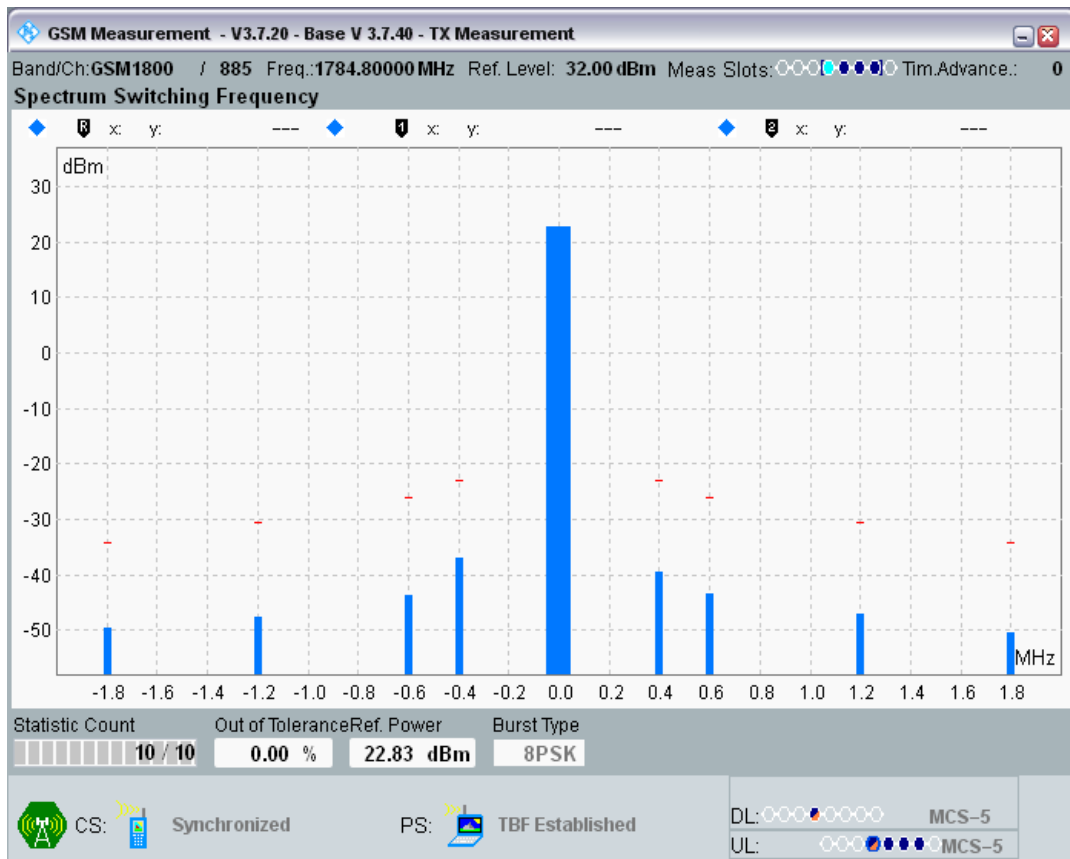 GSM Measurement - V3.7.20 - Base V 3.7.40 - TX Measurement
Band/Ch:GSM1800 / 885 Freq.:1784.80000 MHz Ref. Level: 32.00 dBm Meas Slots: Tim.Advance.: 0
Spectrum Switching Frequency
R x: y: --- 1 x: y: --- 2 x: y: ---
dBm
30
20
10
0
-10
-20
-30
-40
-50
MHz
-1.8 -1.6 -1.4 -1.2 -1.0 -0.8 -0.6 -0.4 -0.2 0.0 0.2 0.4 0.6 0.8 1.0 1.2 1.4 1.6 1.8
Statistic Count Out of Tolerance Ref. Power Burst Type
10 / 10 0.00 % 22.83 dBm 8PSK
CS: Synchronized PS: TBF Established
DL: MCS-5
UL: MCS-5